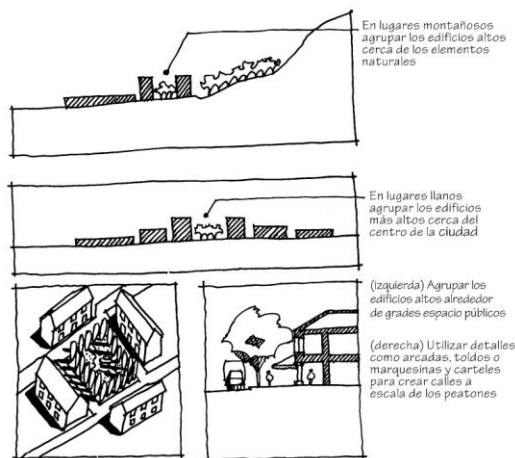 En lugares montañosos
agrupar los edificios altos
cerca de los elementos
naturales
En lugares llanos
agrupar los edificios
más altos cerca del
centro de la ciudad
(izquierda) Agrupar los
edificios altos alrededor
de grades espacio públicos
(derecha) Utilizar detalles
como arcadas, toldos o
marquesinas y carteles
para crear calles a
escala de los peatones